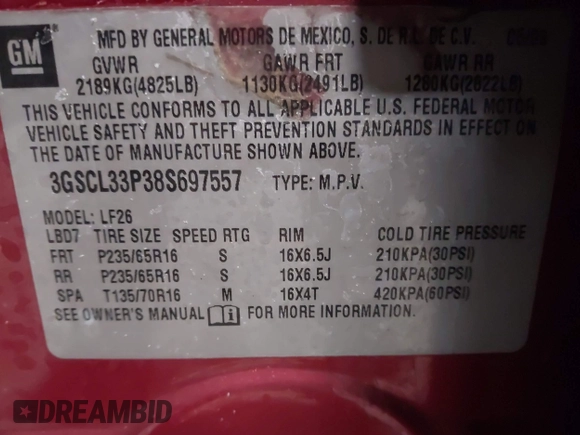 GM
MFD BY GENERAL MOTORS DE MEXICO, S. DE R.L. DE C.V.
GVWR GAWR FRT GAWR RR
2189KG(4825LB) 1130KG(2491LB) 1280KG(2822LB)
THIS VEHICLE CONFORMS TO ALL APPLICABLE U.S. FEDERAL MOTOR
VEHICLE SAFETY AND THEFT PREVENTION STANDARDS IN EFFECT ON
THE DATE OF MANUFACTURE SHOWN ABOVE.
3GSCL33P38S697557 TYPE: M.P.V.
MODEL: LF26
LBD7 TIRE SIZE SPEED RTG RIM COLD TIRE PRESSURE
FRT P235/65R16 S 16X6.5J 210KPA(30PSI)
RR P235/65R16 S 16X6.5J 210KPA(30PSI)
SPA T135/70R16 M 16X4T 420KPA(60PSI)
SEE OWNER'S MANUAL FOR MORE INFORMATION.
DREAMBID